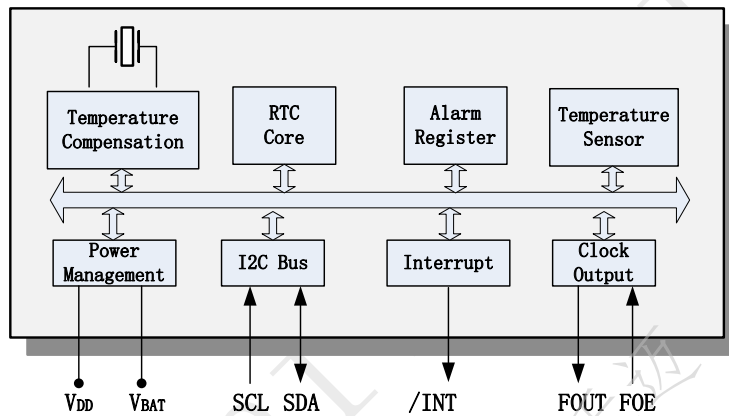 Temperature
Compensation
RTC
Core
Alarm
Register
Temperature
Sensor
Power
Management
I2C Bus
Interrupt
Clock
Output
VDD VBAT SCL SDA /INT FOUT FOE